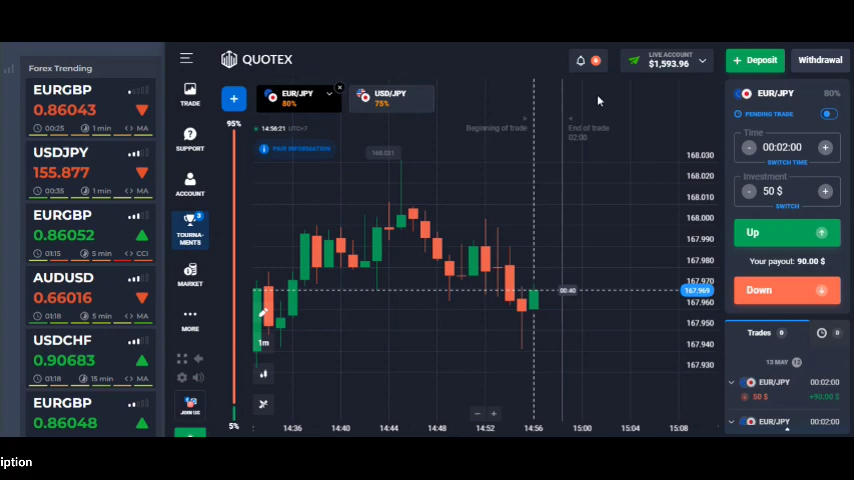 Forex Trending
EURGBP
0.86043
00:25 1 min MA
USDJPY
155.877
00:35 1 min MA
EURGBP
0.86052
01:15 5 min CCI
AUDUSD
0.66016
01:18 5 min MA
USDCHF
0.90683
01:18 15 min MA
EURGBP
0.86048
iption
QUOTEX
LIVE ACCOUNT
$1,593.96
+ Deposit
Withdrawal
TRADE
SUPPORT
ACCOUNT
3
TOURNA-
MENTS
MARKET
MORE
JOIN US
+
EUR/JPY
80%
USD/JPY
75%
95%
5%
14:56:21 UTC+7
PAIR INFORMATION
168.031
Beginning of trade
End of trade
02:00
168.030
168.020
168.010
168.000
167.990
167.980
167.970
167.969
167.960
167.950
167.940
167.930
00:40
1m
14:36 14:40 14:44 14:48 14:52 14:56 15:00 15:04 15:08
EUR/JPY 80%
PENDING TRADE
Time
- 00:02:00 +
SWITCH TIME
Investment
- 50 $ +
SWITCH
Up
Your payout: 90.00 $
Down
Trades 0
0
13 MAY 12
EUR/JPY 00:02:00
50 $ +90.00 $
EUR/JPY 00:02:00